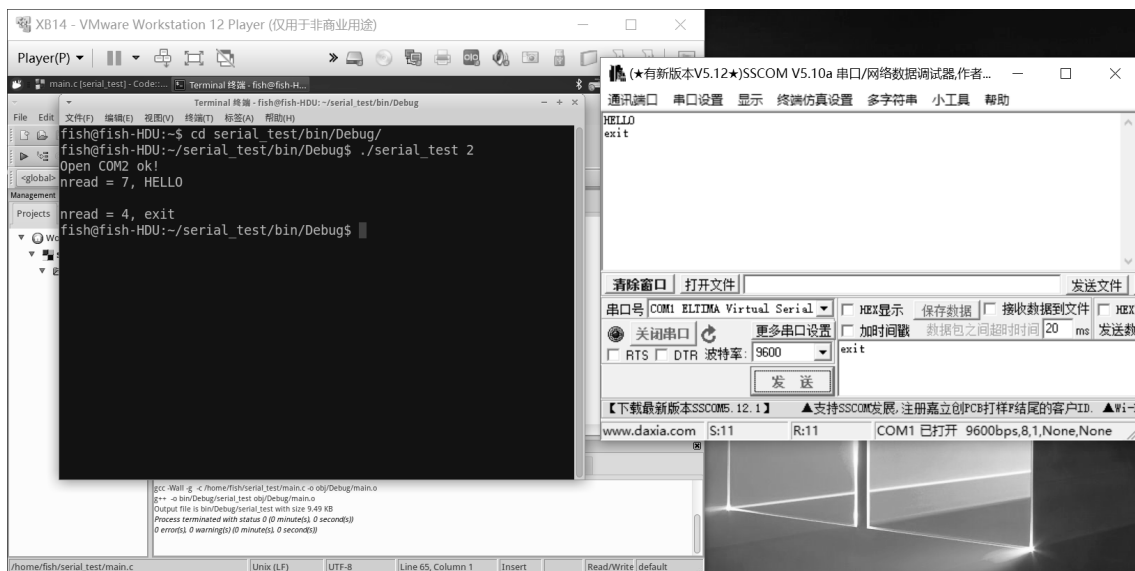 XB14 - VMware Workstation 12 Player (仅用于非商业用途)
Player(P)
main.c [serial_test] - Code::...
Terminal 终端 - fish@fish-H...
Terminal 终端 - fish@fish-HDU: ~/serial_test/bin/Debug
File Edit
文件(F) 编辑(E) 视图(V) 终端(T) 标签(A) 帮助(H)
<global>
Management
Projects
fish@fish-HDU:~$ cd serial_test/bin/Debug/
fish@fish-HDU:~/serial_test/bin/Debug$ ./serial_test 2
Open COM2 ok!
nread = 7, HELLO
nread = 4, exit
fish@fish-HDU:~/serial_test/bin/Debug$
gcc -Wall -g -c /home/fish/serial_test/main.c -o obj/Debug/main.o
g++ -o bin/Debug/serial_test obj/Debug/main.o
Output file is bin/Debug/serial_test with size 9.49 KB
Process terminated with status 0 (0 minute(s), 0 second(s))
0 error(s), 0 warning(s) (0 minute(s), 0 second(s))
/home/fish/serial_test/main.c Unix (LF) UTF-8 Line 65, Column 1 Insert Read/Write default
(★有新版本V5.12★)SSCOM V5.10a 串口/网络数据调试器,作者...
通讯端口 串口设置 显示 终端仿真设置 多字符串 小工具 帮助
HELLO
exit
清除窗口 打开文件 发送文件
串口号 COM1 ELTIMA Virtual Serial HEX显示 保存数据 接收数据到文件 HEX
关闭串口 更多串口设置 加时间戳 数据包之间超时时间 20 ms 发送数
RTS DTR 波特率: 9600 exit
发 送
【下载最新版本SSCOM5.12.1】 ▲支持SSCOM发展,注册嘉立创PCB打样F结尾的客户ID. ▲Wi-
www.daxia.com S:11 R:11 COM1 已打开 9600bps,8,1,None,None